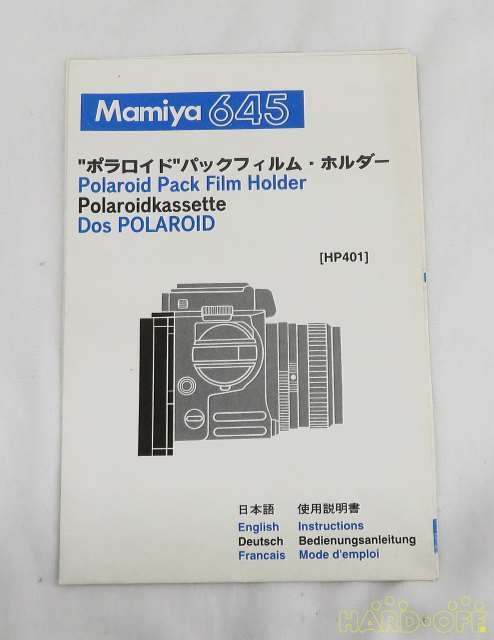 Mamiya 645
"ポラロイド"パックフィルム・ホルダー
Polaroid Pack Film Holder
Polaroidkassette
Dos POLAROID
[HP401]
日本語 使用説明書
English Instructions
Deutsch Bedienungsanleitung
Francais Mode d'emploi
HARD·OFF